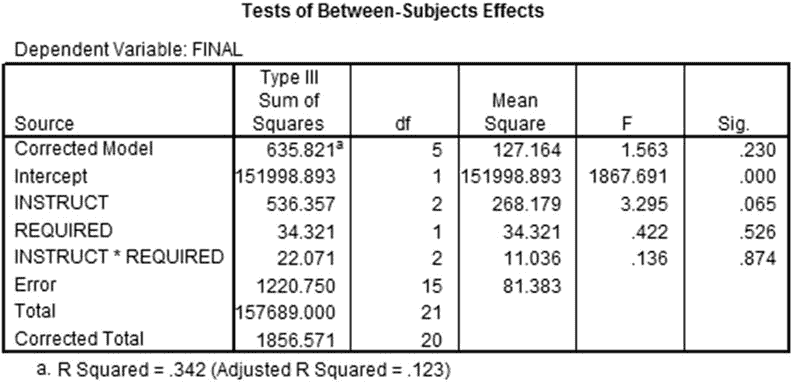 Tests of Between-Subjects Effects
Dependent Variable: FINAL
Source Type III Sum of Squares df Mean Square F Sig.
Corrected Model 635.821a 5 127.164 1.563 .230
Intercept 151998.893 1 151998.893 1867.691 .000
INSTRUCT 536.357 2 268.179 3.295 .065
REQUIRED 34.321 1 34.321 .422 .526
INSTRUCT * REQUIRED 22.071 2 11.036 .136 .874
Error 1220.750 15 81.383
Total 157689.000 21
Corrected Total 1856.571 20
a. R Squared = .342 (Adjusted R Squared = .123)